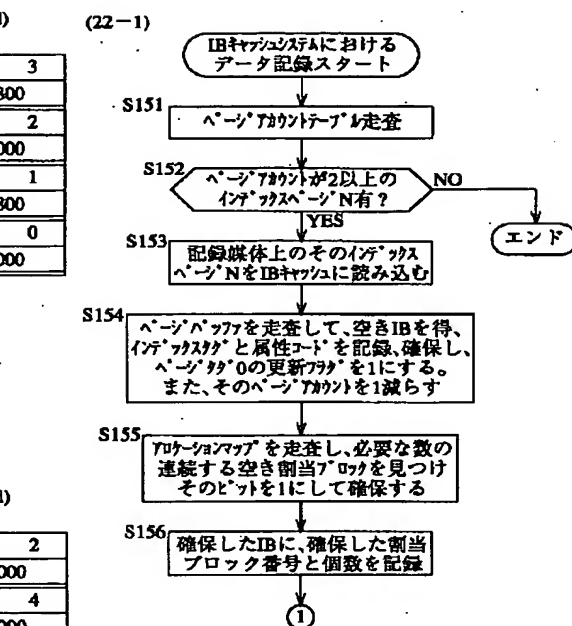 (22－1)
3
300
2
000
1
300
0
000
2
000
4
IBｷｬｯｼｭｼｽﾃﾑにおける
データ記録スタート
S151
ﾍﾟｰｼﾞｱｶｳﾝﾄﾃｰﾌﾞﾙ走査
S152
ﾍﾟｰｼﾞｱｶｳﾝﾄが2以上の
ｲﾝﾃﾞｯｸｽﾍﾟｰｼﾞN有？
NO
エンド
YES
S153
記録媒体上のそのｲﾝﾃﾞｯｸｽ
ﾍﾟｰｼﾞNをIBｷｬｯｼｭに読み込む
S154
ﾍﾟｰｼﾞﾊﾞｯﾌｧを走査して、空きIBを得、
ｲﾝﾃﾞｯｸｽﾀｸﾞと属性ｺｰﾄﾞを記録、確保し、
ﾍﾟｰｼﾞﾀｸﾞ0の更新ﾌﾗｸﾞを1にする。
また、そのﾍﾟｰｼﾞｱｶｳﾝﾄを1減らす
S155
ｱﾛｹｰｼｮﾝﾏｯﾌﾟを走査し、必要な数の
連続する空き割当ﾌﾞﾛｯｸを見つけ
そのﾋﾞｯﾄを1にして確保する
S156
確保したIBに、確保した割当
ブロック番号と個数を記録
1